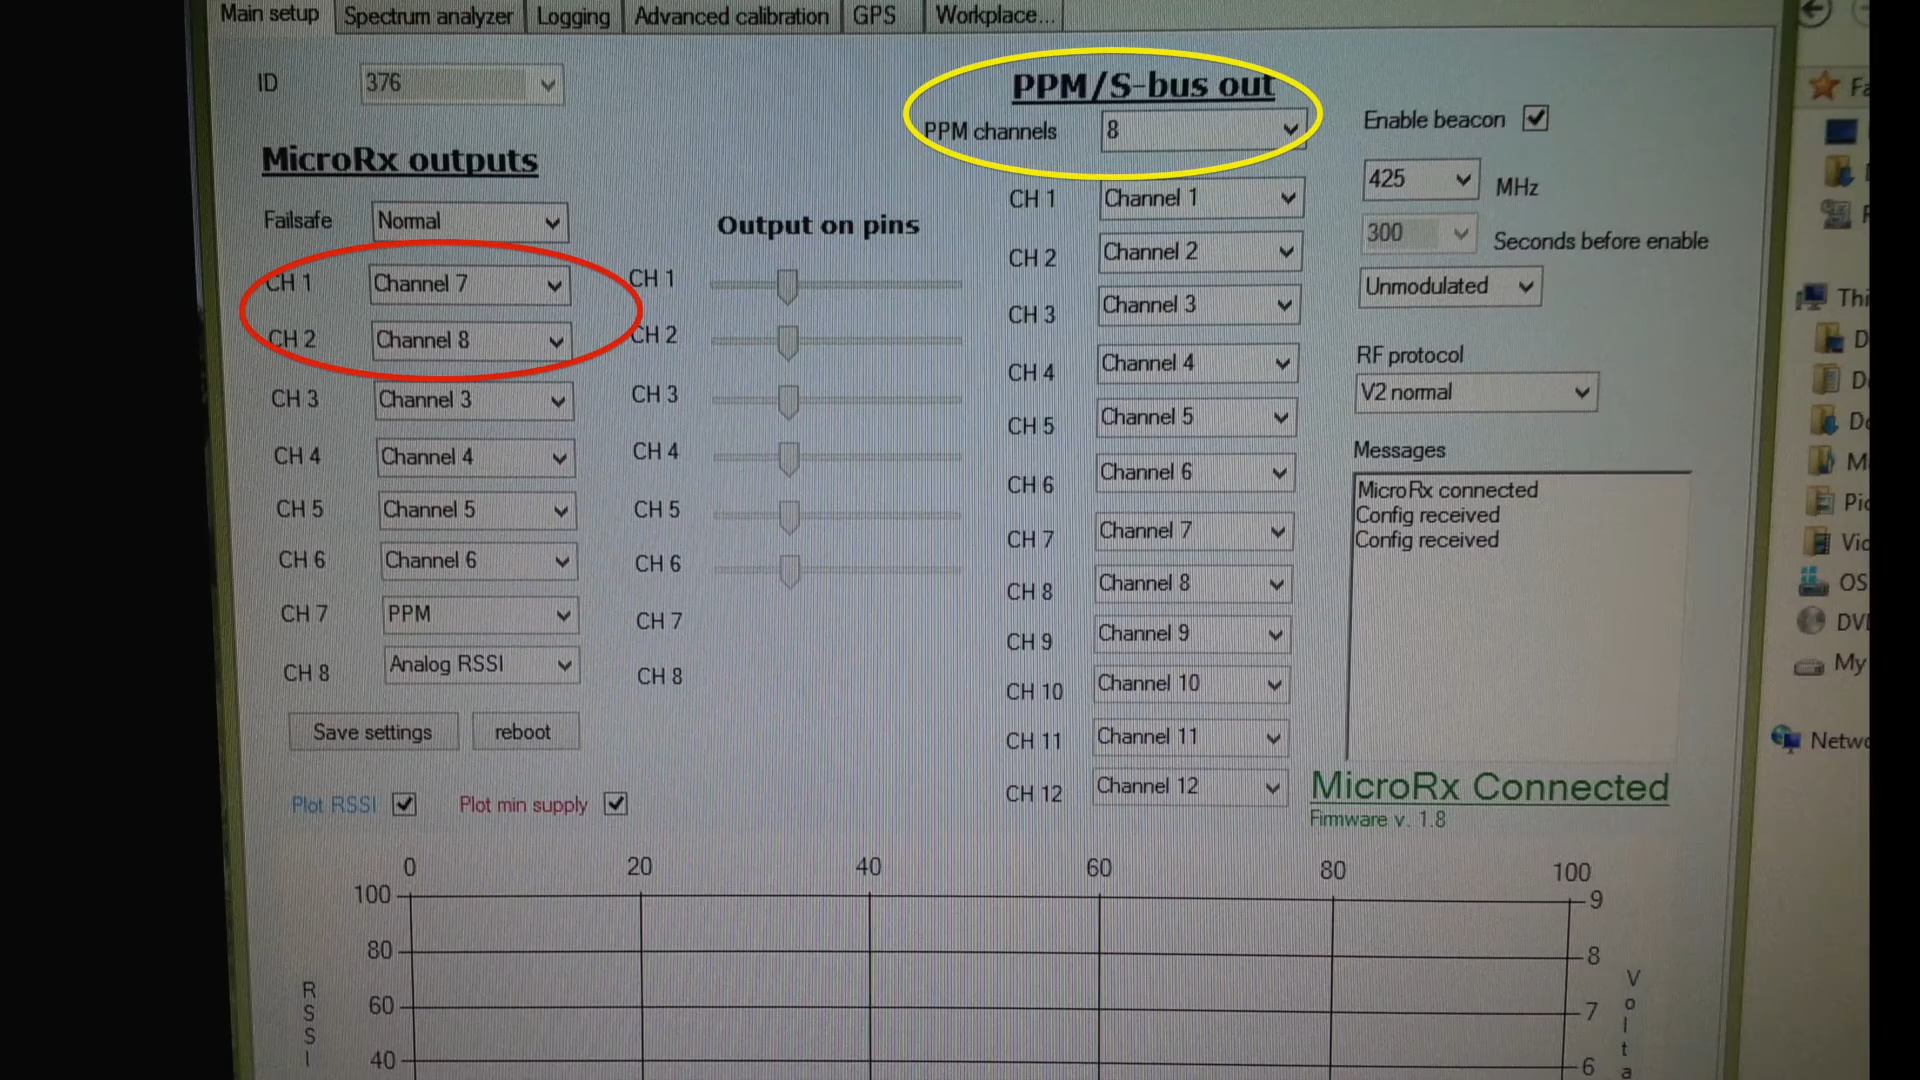 Main setup
Spectrum analyzer
Logging
Advanced calibration
GPS
Workplace...
ID
376
PPM/S-bus out
PPM channels
8
Enable beacon
MicroRx outputs
425
MHz
Failsafe
Normal
Output on pins
300
Seconds before enable
Unmodulated
CH 1
Channel 7
CH 2
Channel 8
CH 3
Channel 3
CH 4
Channel 4
CH 5
Channel 5
CH 6
Channel 6
CH 7
PPM
CH 8
Analog RSSI
CH 1
CH 2
CH 3
CH 4
CH 5
CH 6
CH 7
CH 8
CH 1
Channel 1
CH 2
Channel 2
CH 3
Channel 3
CH 4
Channel 4
CH 5
Channel 5
CH 6
Channel 6
CH 7
Channel 7
CH 8
Channel 8
CH 9
Channel 9
CH 10
Channel 10
CH 11
Channel 11
CH 12
Channel 12
RF protocol
V2 normal
Messages
MicroRx connected
Config received
Config received
Save settings
reboot
MicroRx Connected
Firmware v. 1.8
Plot RSSI
Plot min supply
0 20 40 60 80 100
100
80
60
40
RSSI
9
8
7
6
Volta
OS
My